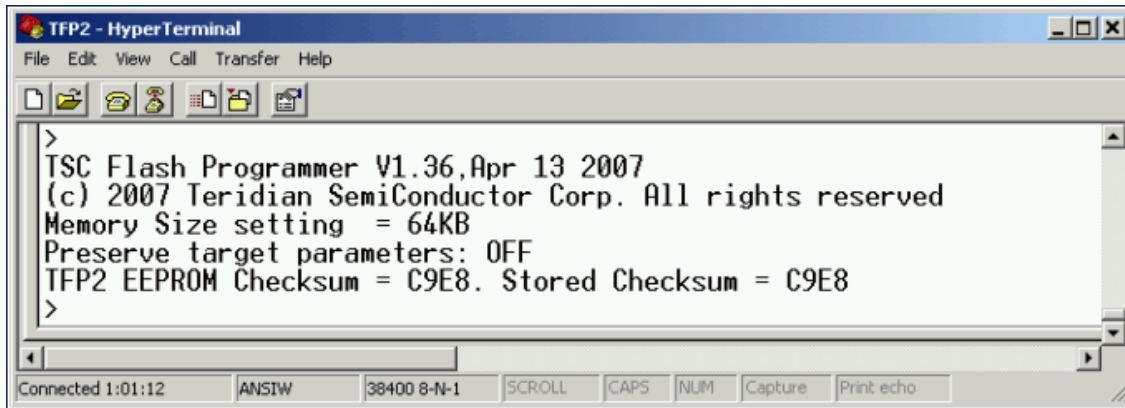 TFP2 - HyperTerminal
File Edit View Call Transfer Help
>
TSC Flash Programmer V1.36,Apr 13 2007
(c) 2007 Teridian SemiConductor Corp. All rights reserved
Memory Size setting  = 64KB
Preserve target parameters: OFF
TFP2 EEPROM Checksum = C9E8. Stored Checksum = C9E8
>
Connected 1:01:12 ANSIW 38400 8-N-1 SCROLL CAPS NUM Capture Print echo